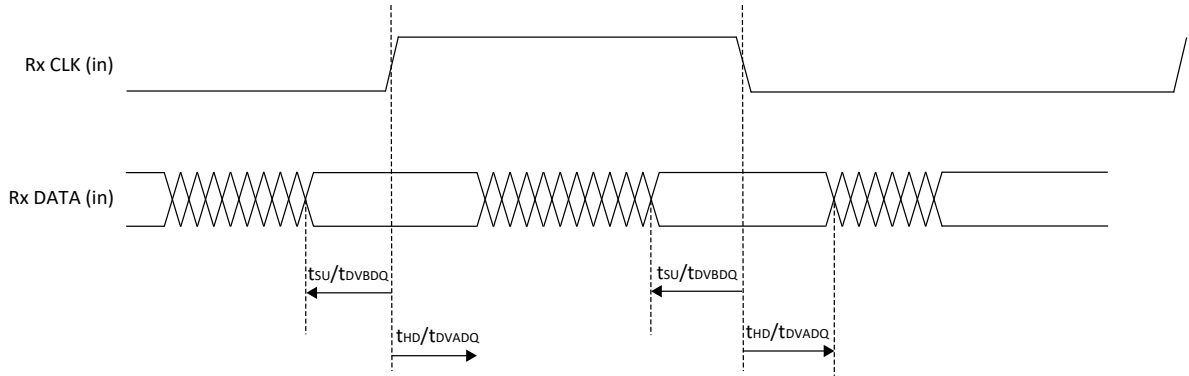 Rx CLK (in)
Rx DATA (in)
tSU/tDVBDQ
tSU/tDVBDQ
tHD/tDVADQ
tHD/tDVADQ